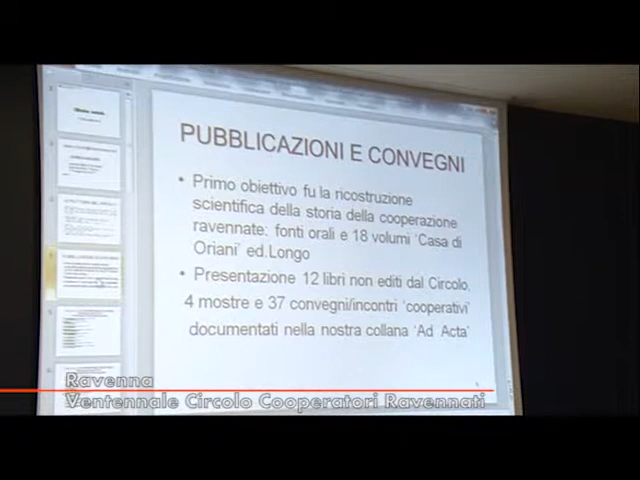 PUBBLICAZIONI E CONVEGNI
• Primo obiettivo fu la ricostruzione
scientifica della storia della cooperazione
ravennate: fonti orali e 18 volumi 'Casa di
Oriani' ed.Longo
• Presentazione 12 libri non editi dal Circolo,
4 mostre e 37 convegni/incontri 'cooperativi'
documentati nella nostra collana 'Ad Acta'
Ravenna
Ventennale Circolo Cooperatori Ravennati